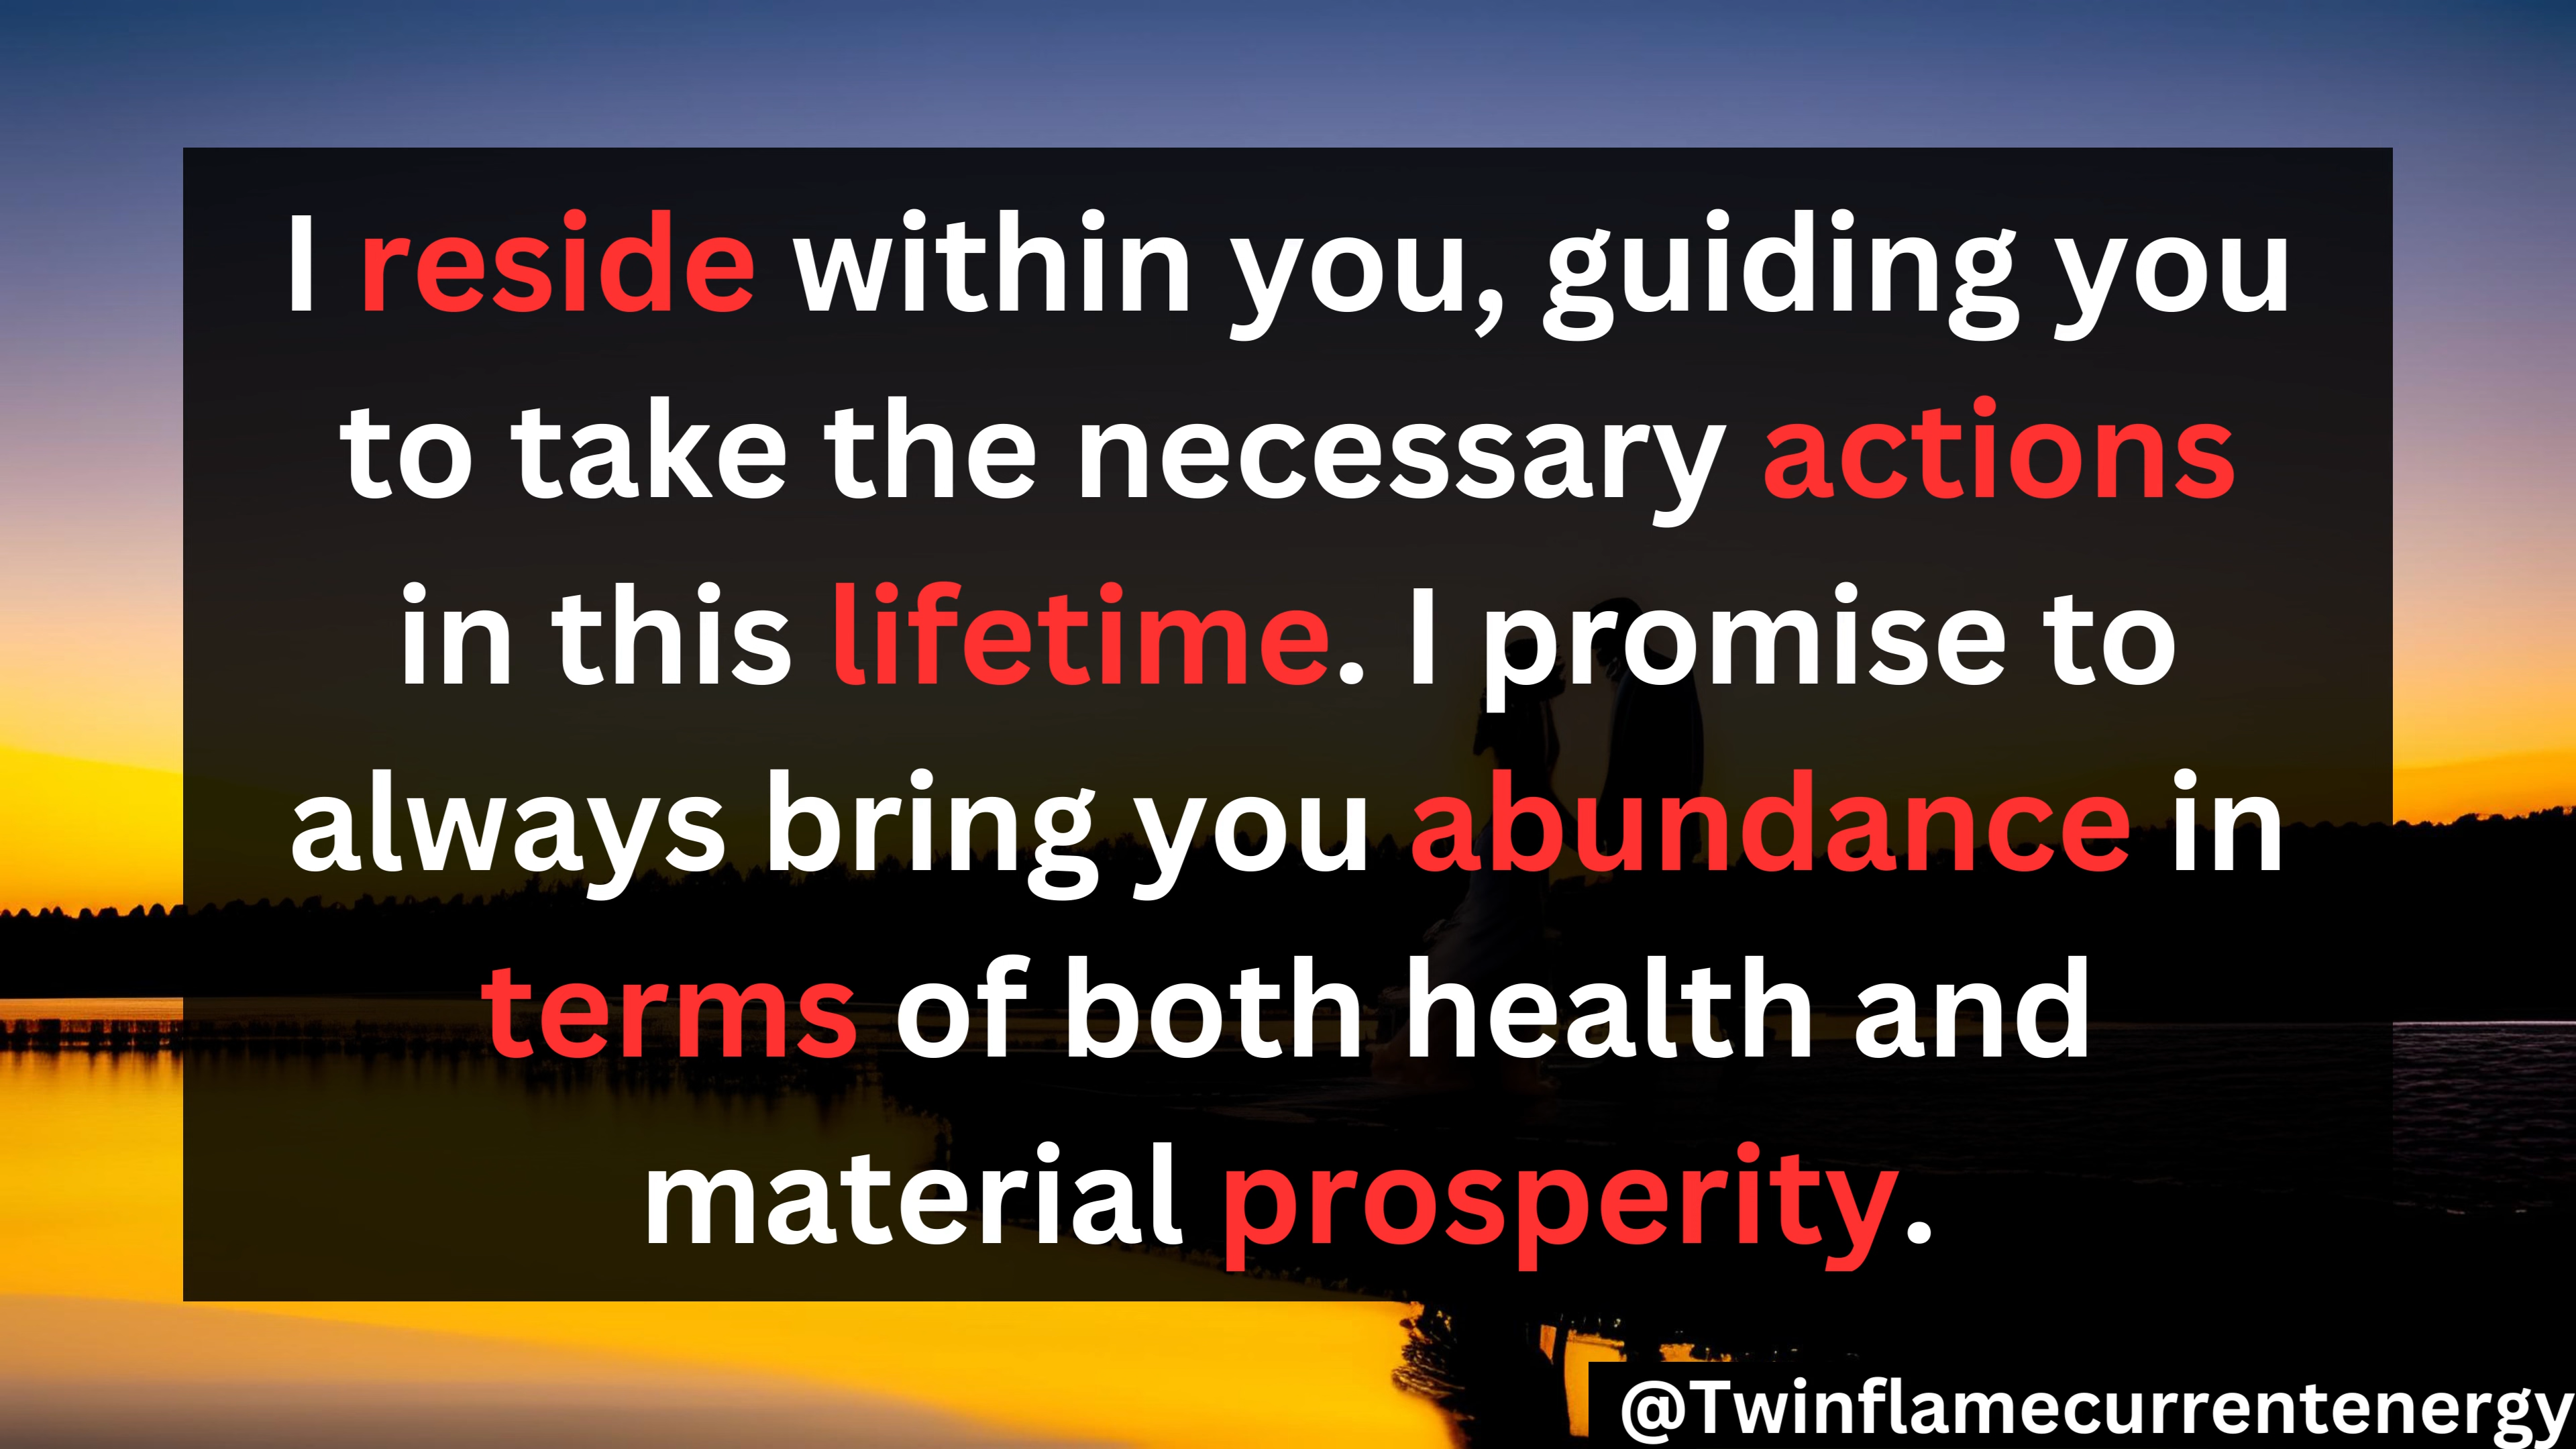 I reside within you, guiding you
to take the necessary actions
in this lifetime. I promise to
always bring you abundance in
terms of both health and
material prosperity.
@Twinflamecurrentenergy